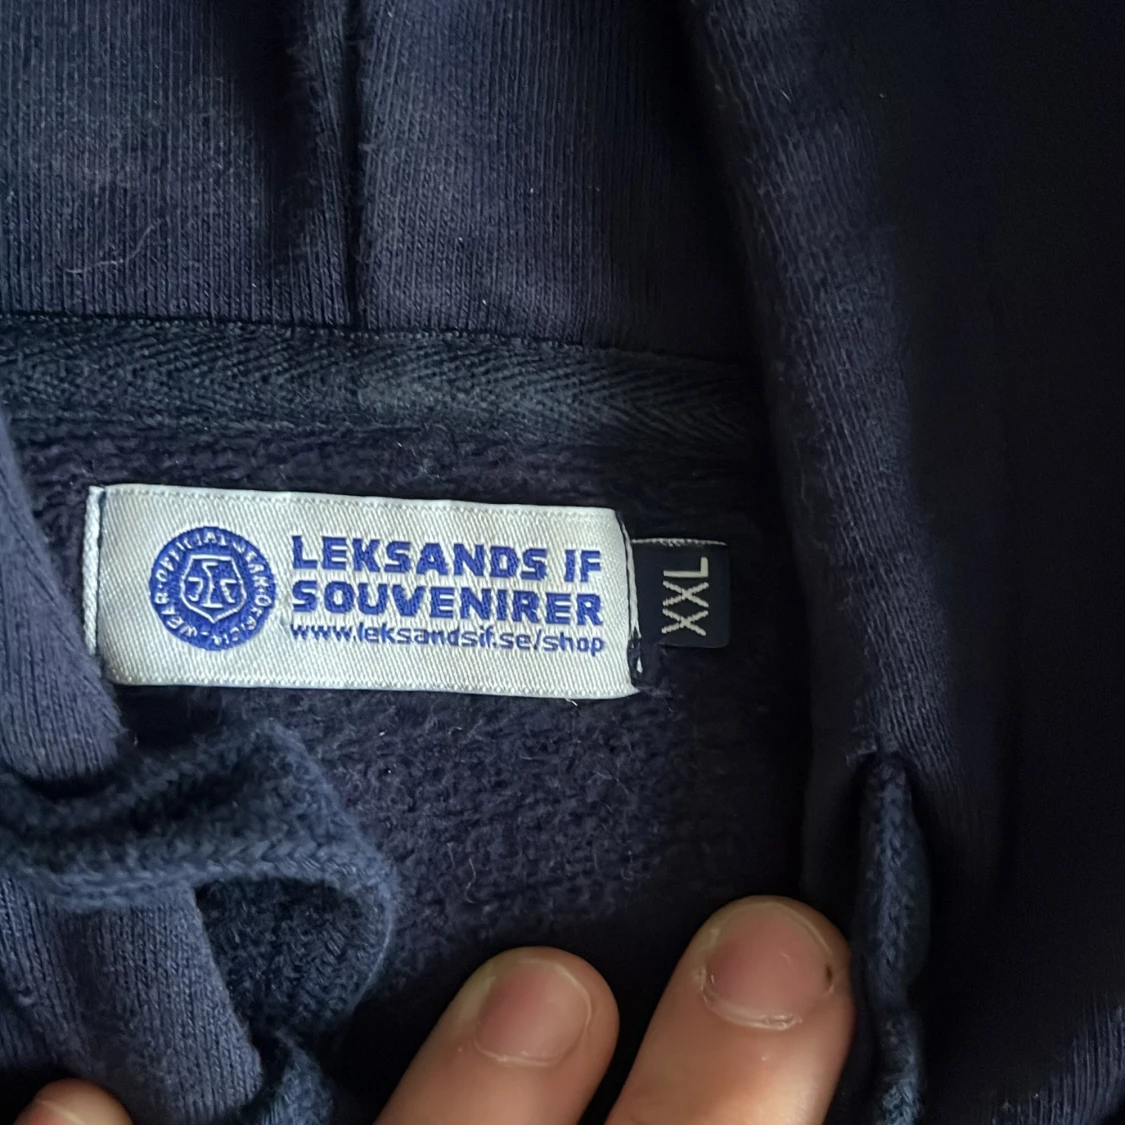 LEKSANDS IF
SOUVENIRER
www.leksandsif.se/shop
XXL